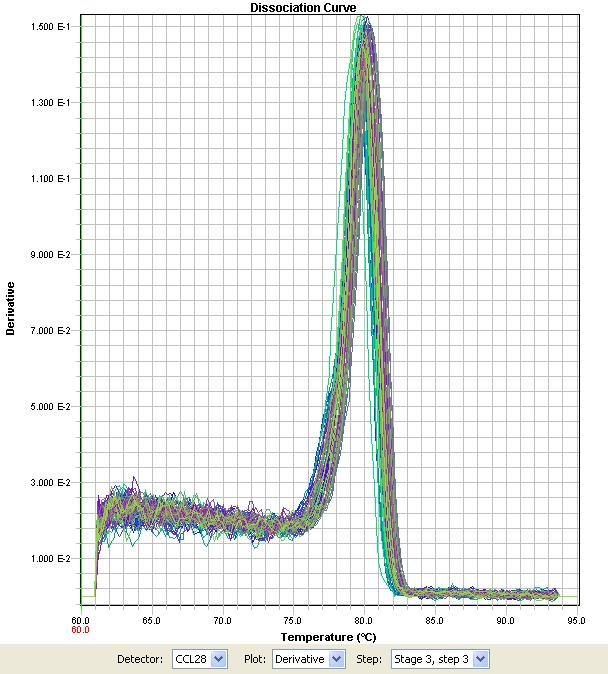 Dissociation Curve
1.500 E-1
1.300 E-1
1.100 E-1
9.000 E-2
7.000 E-2
5.000 E-2
3.000 E-2
1.000 E-2
Derivative
60.0 65.0 70.0 75.0 80.0 85.0 90.0 95.0
60.0
Temperature (°C)
Detector: CCL28 Plot: Derivative Step: Stage 3, step 3